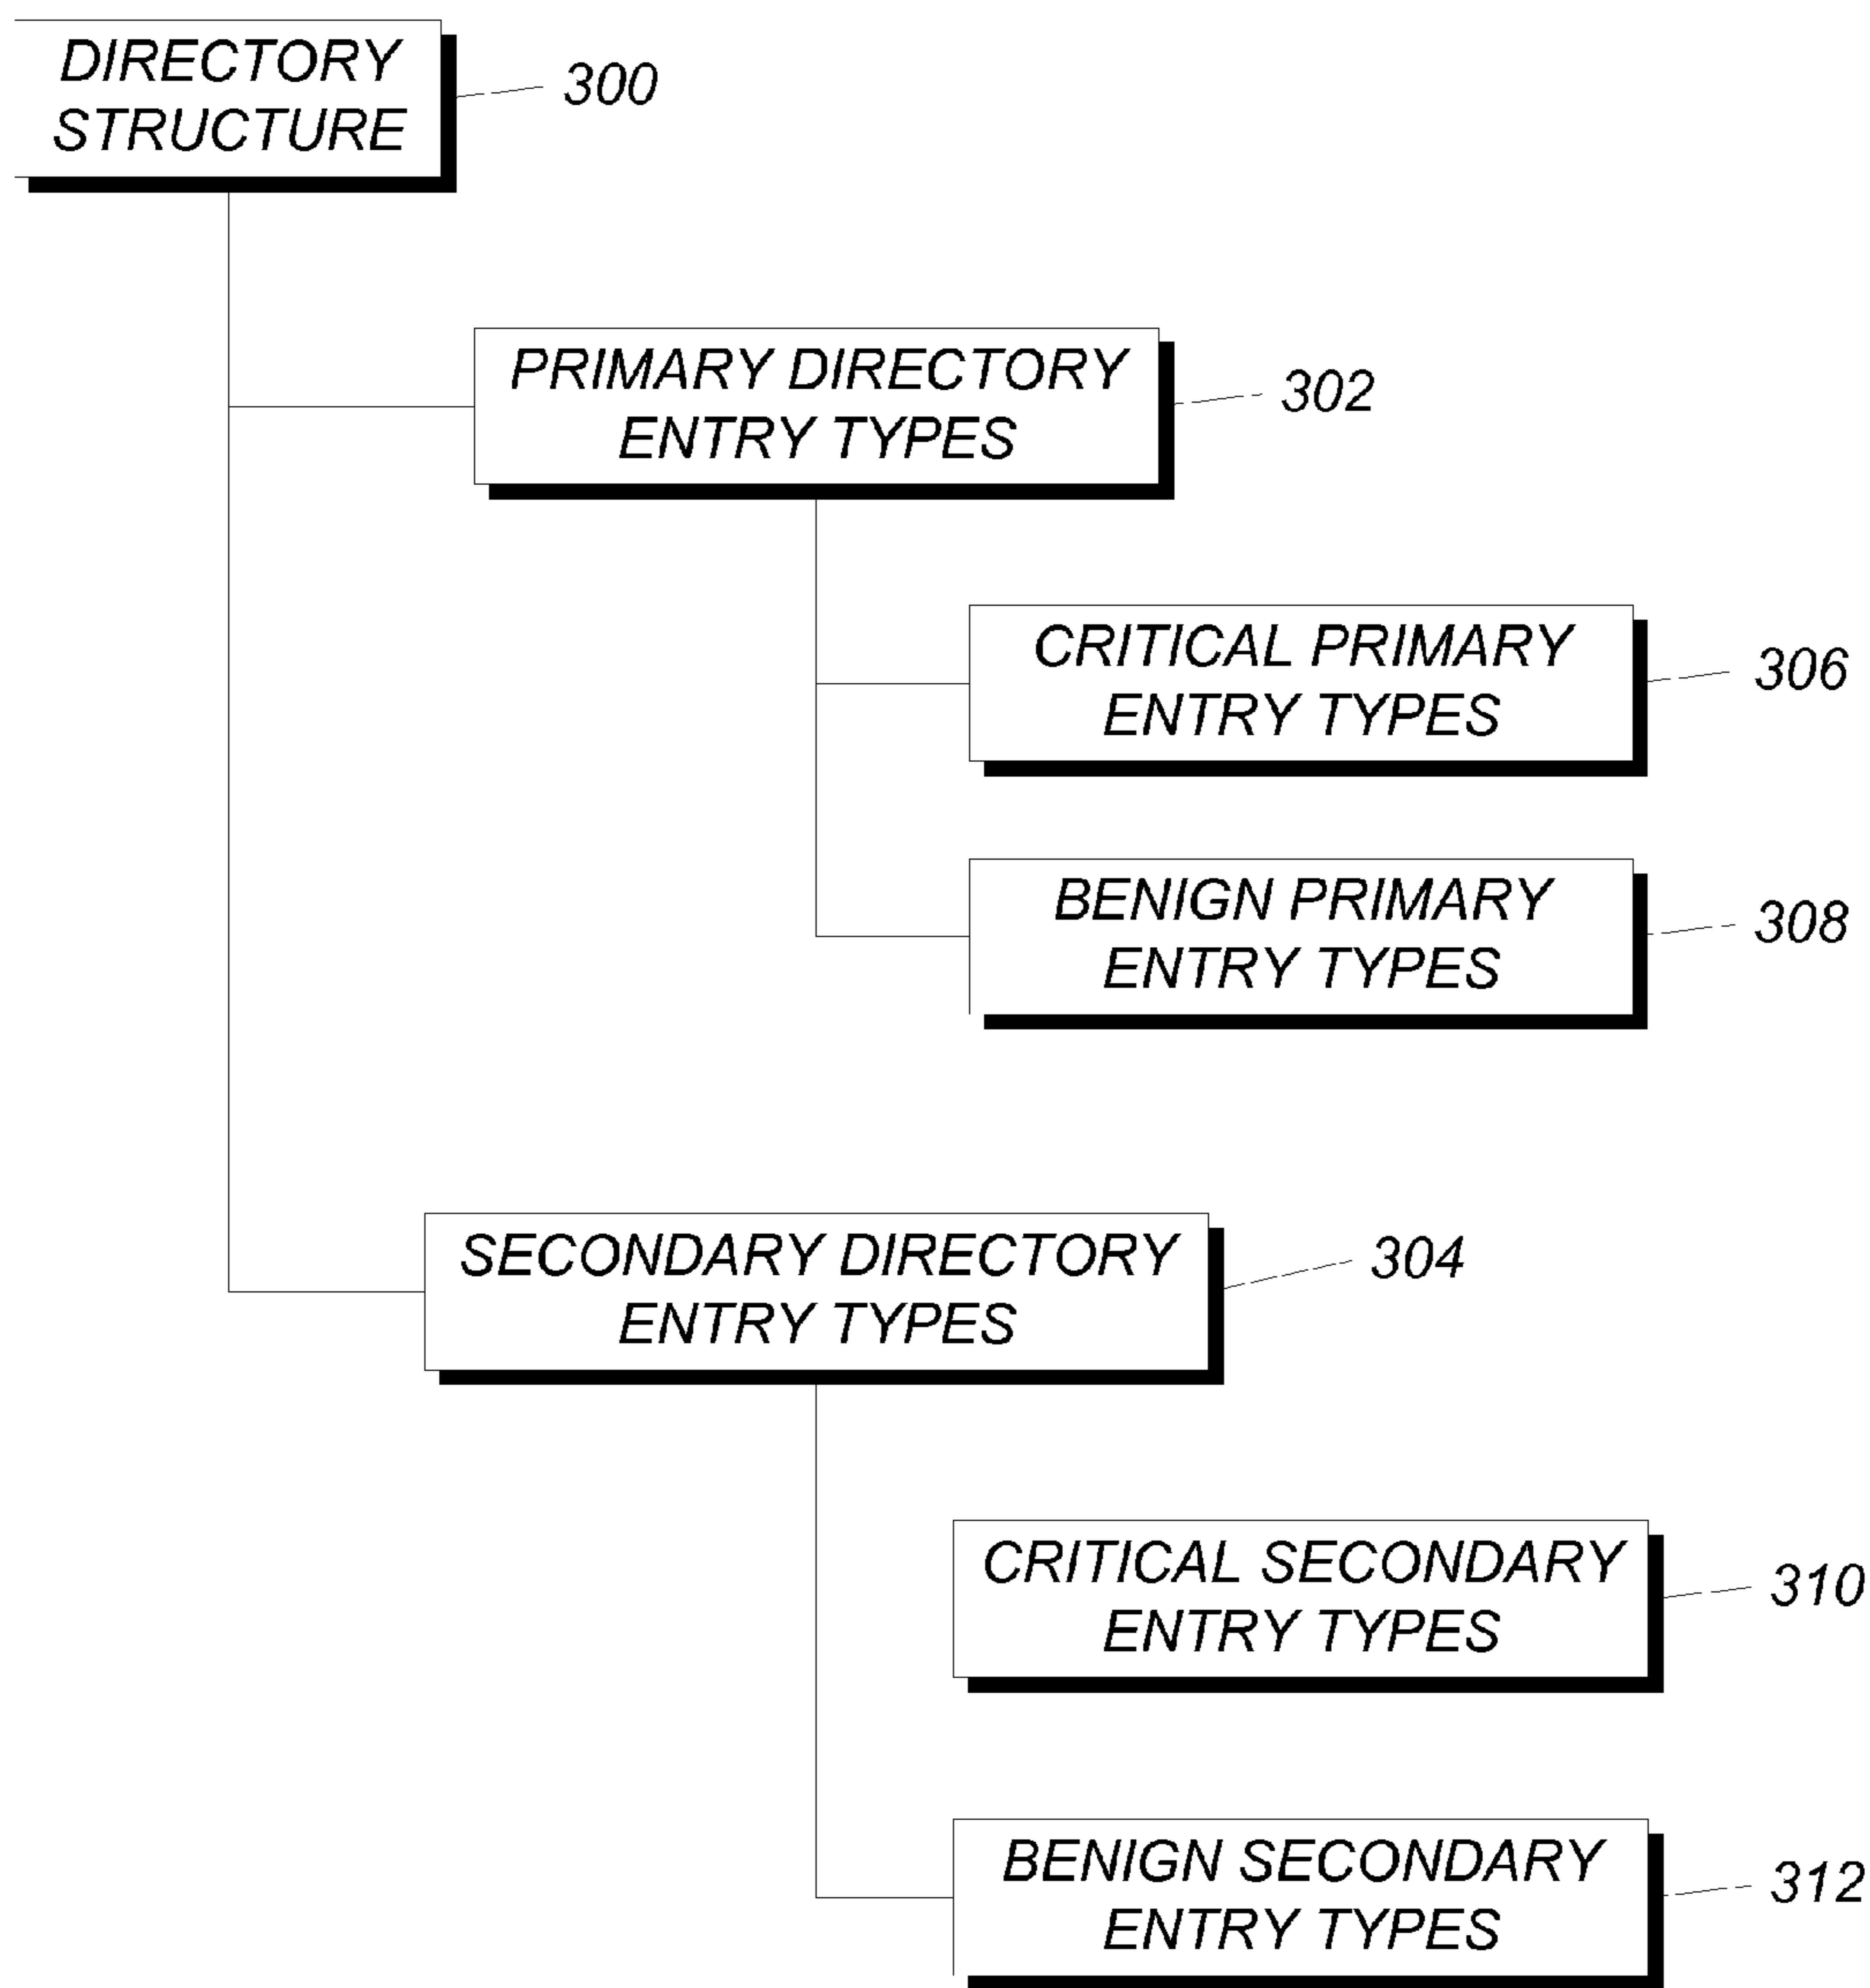 DIRECTORY
STRUCTURE
300
PRIMARY DIRECTORY
ENTRY TYPES
302
CRITICAL PRIMARY
ENTRY TYPES
306
BENIGN PRIMARY
ENTRY TYPES
308
SECONDARY DIRECTORY
ENTRY TYPES
304
CRITICAL SECONDARY
ENTRY TYPES
310
BENIGN SECONDARY
ENTRY TYPES
312